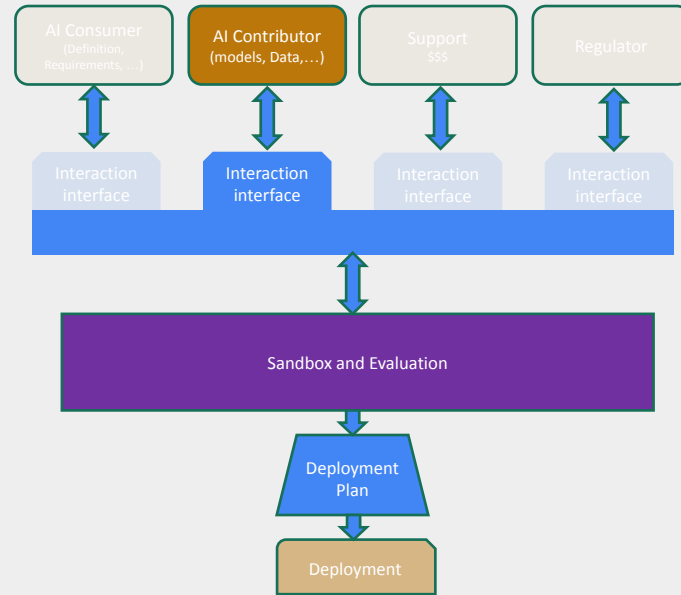 AI Consumer
(Definition,
Requirements, ...)
AI Contributor
(models, Data,...)
Support
$$$
Regulator
Interaction
interface
Interaction
interface
Interaction
interface
Interaction
interface
Sandbox and Evaluation
Deployment
Plan
Deployment